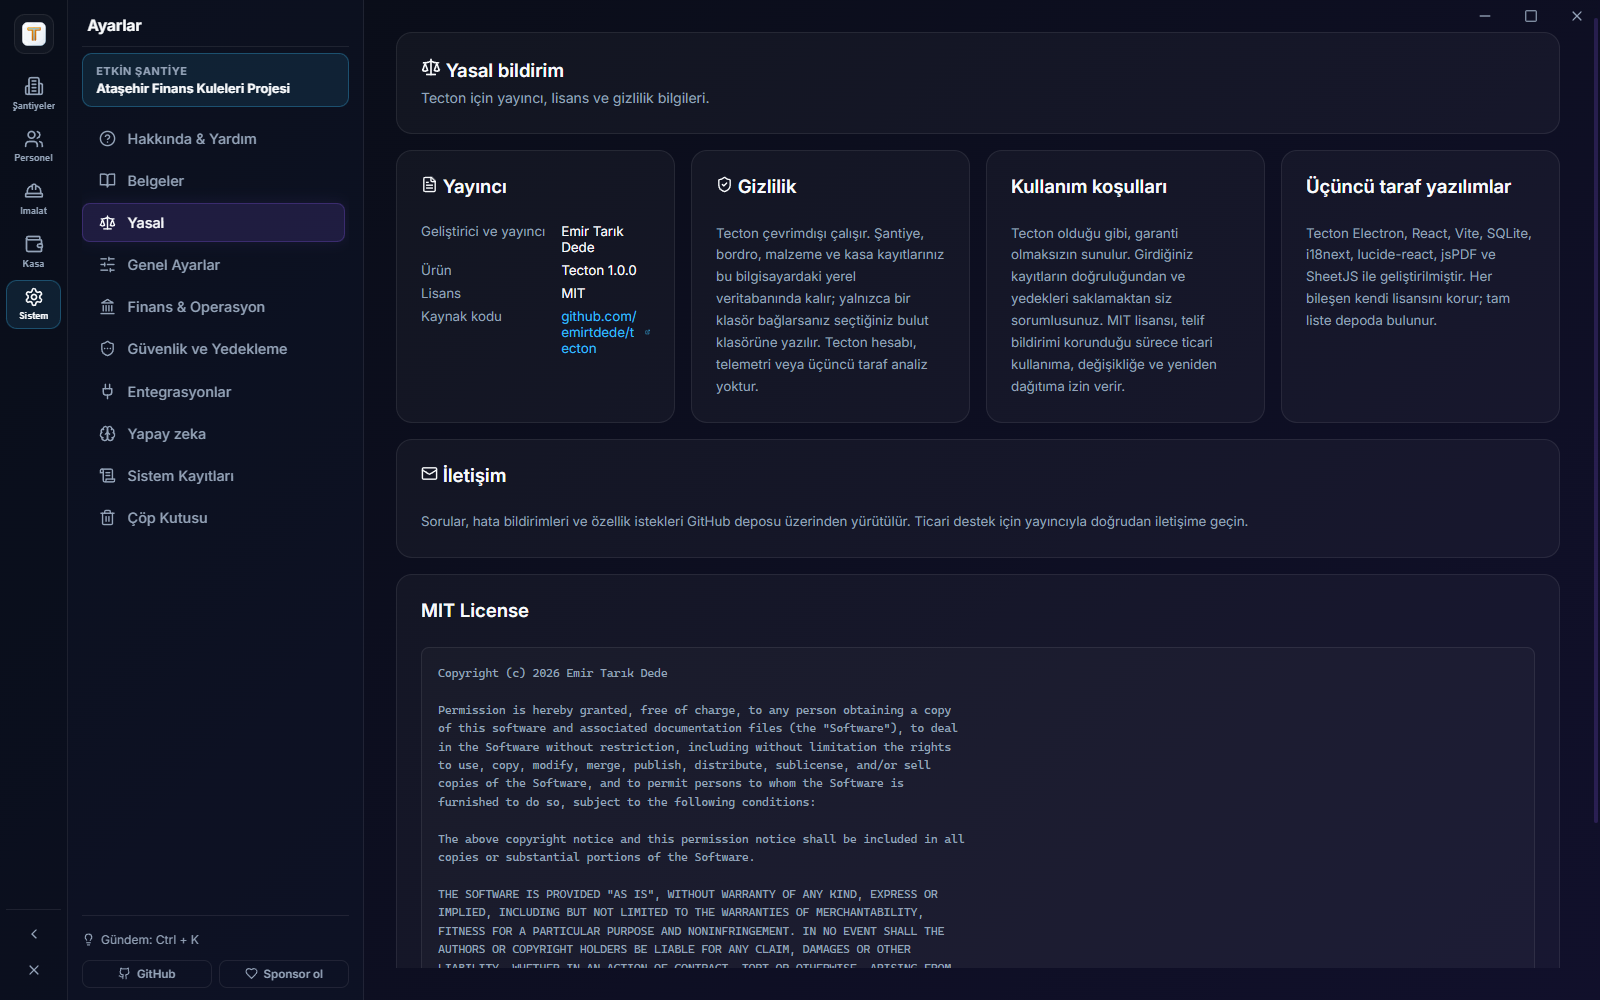 T
Şantiyeler
Personel
İmalat
Kasa
Sistem
Ayarlar
ETKİN ŞANTİYE
Ataşehir Finans Kuleleri Projesi
Hakkında & Yardım
Belgeler
Yasal
Genel Ayarlar
Finans & Operasyon
Güvenlik ve Yedekleme
Entegrasyonlar
Yapay zeka
Sistem Kayıtları
Çöp Kutusu
Gündem: Ctrl + K
GitHub
Sponsor ol
Yasal bildirim
Tecton için yayıncı, lisans ve gizlilik bilgileri.
Yayıncı
Geliştirici ve yayıncı Emir Tarık
Dede
Ürün Tecton 1.0.0
Lisans MIT
Kaynak kodu github.com/
emirtdede/t
ecton
Gizlilik
Tecton çevrimdışı çalışır. Şantiye,
bordro, malzeme ve kasa kayıtlarınız
bu bilgisayardaki yerel
veritabanında kalır; yalnızca bir
klasör bağlarsanız seçtiğiniz bulut
klasörüne yazılır. Tecton hesabı,
telemetri veya üçüncü taraf analiz
yoktur.
Kullanım koşulları
Tecton olduğu gibi, garanti
olmaksızın sunulur. Girdiğiniz
kayıtların doğruluğundan ve
yedekleri saklamaktan siz
sorumlusunuz. MIT lisansı, telif
bildirimi korunduğu sürece ticari
kullanıma, değişikliğe ve yeniden
dağıtıma izin verir.
Üçüncü taraf yazılımlar
Tecton Electron, React, Vite, SQLite,
i18next, lucide-react, jsPDF ve
SheetJS ile geliştirilmiştir. Her
bileşen kendi lisansını korur; tam
liste depoda bulunur.
İletişim
Sorular, hata bildirimleri ve özellik istekleri GitHub deposu üzerinden yürütülür. Ticari destek için yayıncıyla doğrudan iletişime geçin.
MIT License
Copyright (c) 2026 Emir Tarık Dede
Permission is hereby granted, free of charge, to any person obtaining a copy
of this software and associated documentation files (the "Software"), to deal
in the Software without restriction, including without limitation the rights
to use, copy, modify, merge, publish, distribute, sublicense, and/or sell
copies of the Software, and to permit persons to whom the Software is
furnished to do so, subject to the following conditions:
The above copyright notice and this permission notice shall be included in all
copies or substantial portions of the Software.
THE SOFTWARE IS PROVIDED "AS IS", WITHOUT WARRANTY OF ANY KIND, EXPRESS OR
IMPLIED, INCLUDING BUT NOT LIMITED TO THE WARRANTIES OF MERCHANTABILITY,
FITNESS FOR A PARTICULAR PURPOSE AND NONINFRINGEMENT. IN NO EVENT SHALL THE
AUTHORS OR COPYRIGHT HOLDERS BE LIABLE FOR ANY CLAIM, DAMAGES OR OTHER
LIABILITY, WHETHER IN AN ACTION OF CONTRACT, TORT OR OTHERWISE, ARISING FROM,